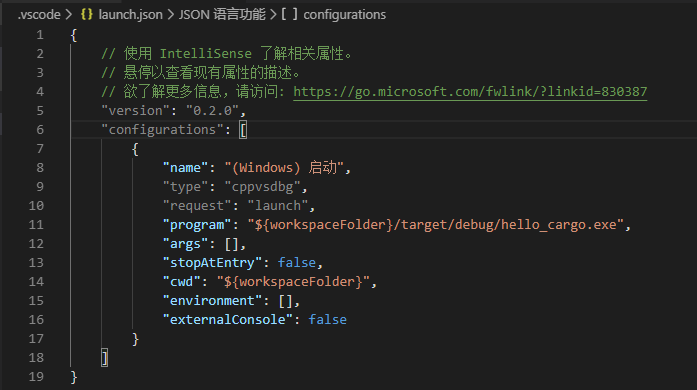 .vscode > {} launch.json > JSON 语言功能 > [ ] configurations
1 {
2 // 使用 IntelliSense 了解相关属性。
3 // 悬停以查看现有属性的描述。
4 // 欲了解更多信息，请访问: https://go.microsoft.com/fwlink/?linkid=830387
5 "version": "0.2.0",
6 "configurations": [
7 {
8 "name": "(Windows) 启动",
9 "type": "cppvsdbg",
10 "request": "launch",
11 "program": "${workspaceFolder}/target/debug/hello_cargo.exe",
12 "args": [],
13 "stopAtEntry": false,
14 "cwd": "${workspaceFolder}",
15 "environment": [],
16 "externalConsole": false
17 }
18 ]
19 }